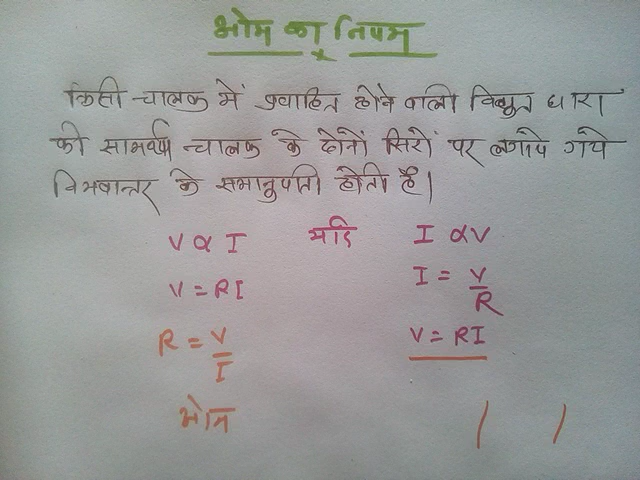 ओम का नियम
किसी चालक में प्रवाहित होने वाली विद्युत धारा
की सामर्थ्य चालक के दोनों सिरों पर लगाये गये
विभवान्तर के समानुपाती होती है।
V ∝ I यदि I ∝ V
V = RI I = V/R
R = V/I V = RI
ओम